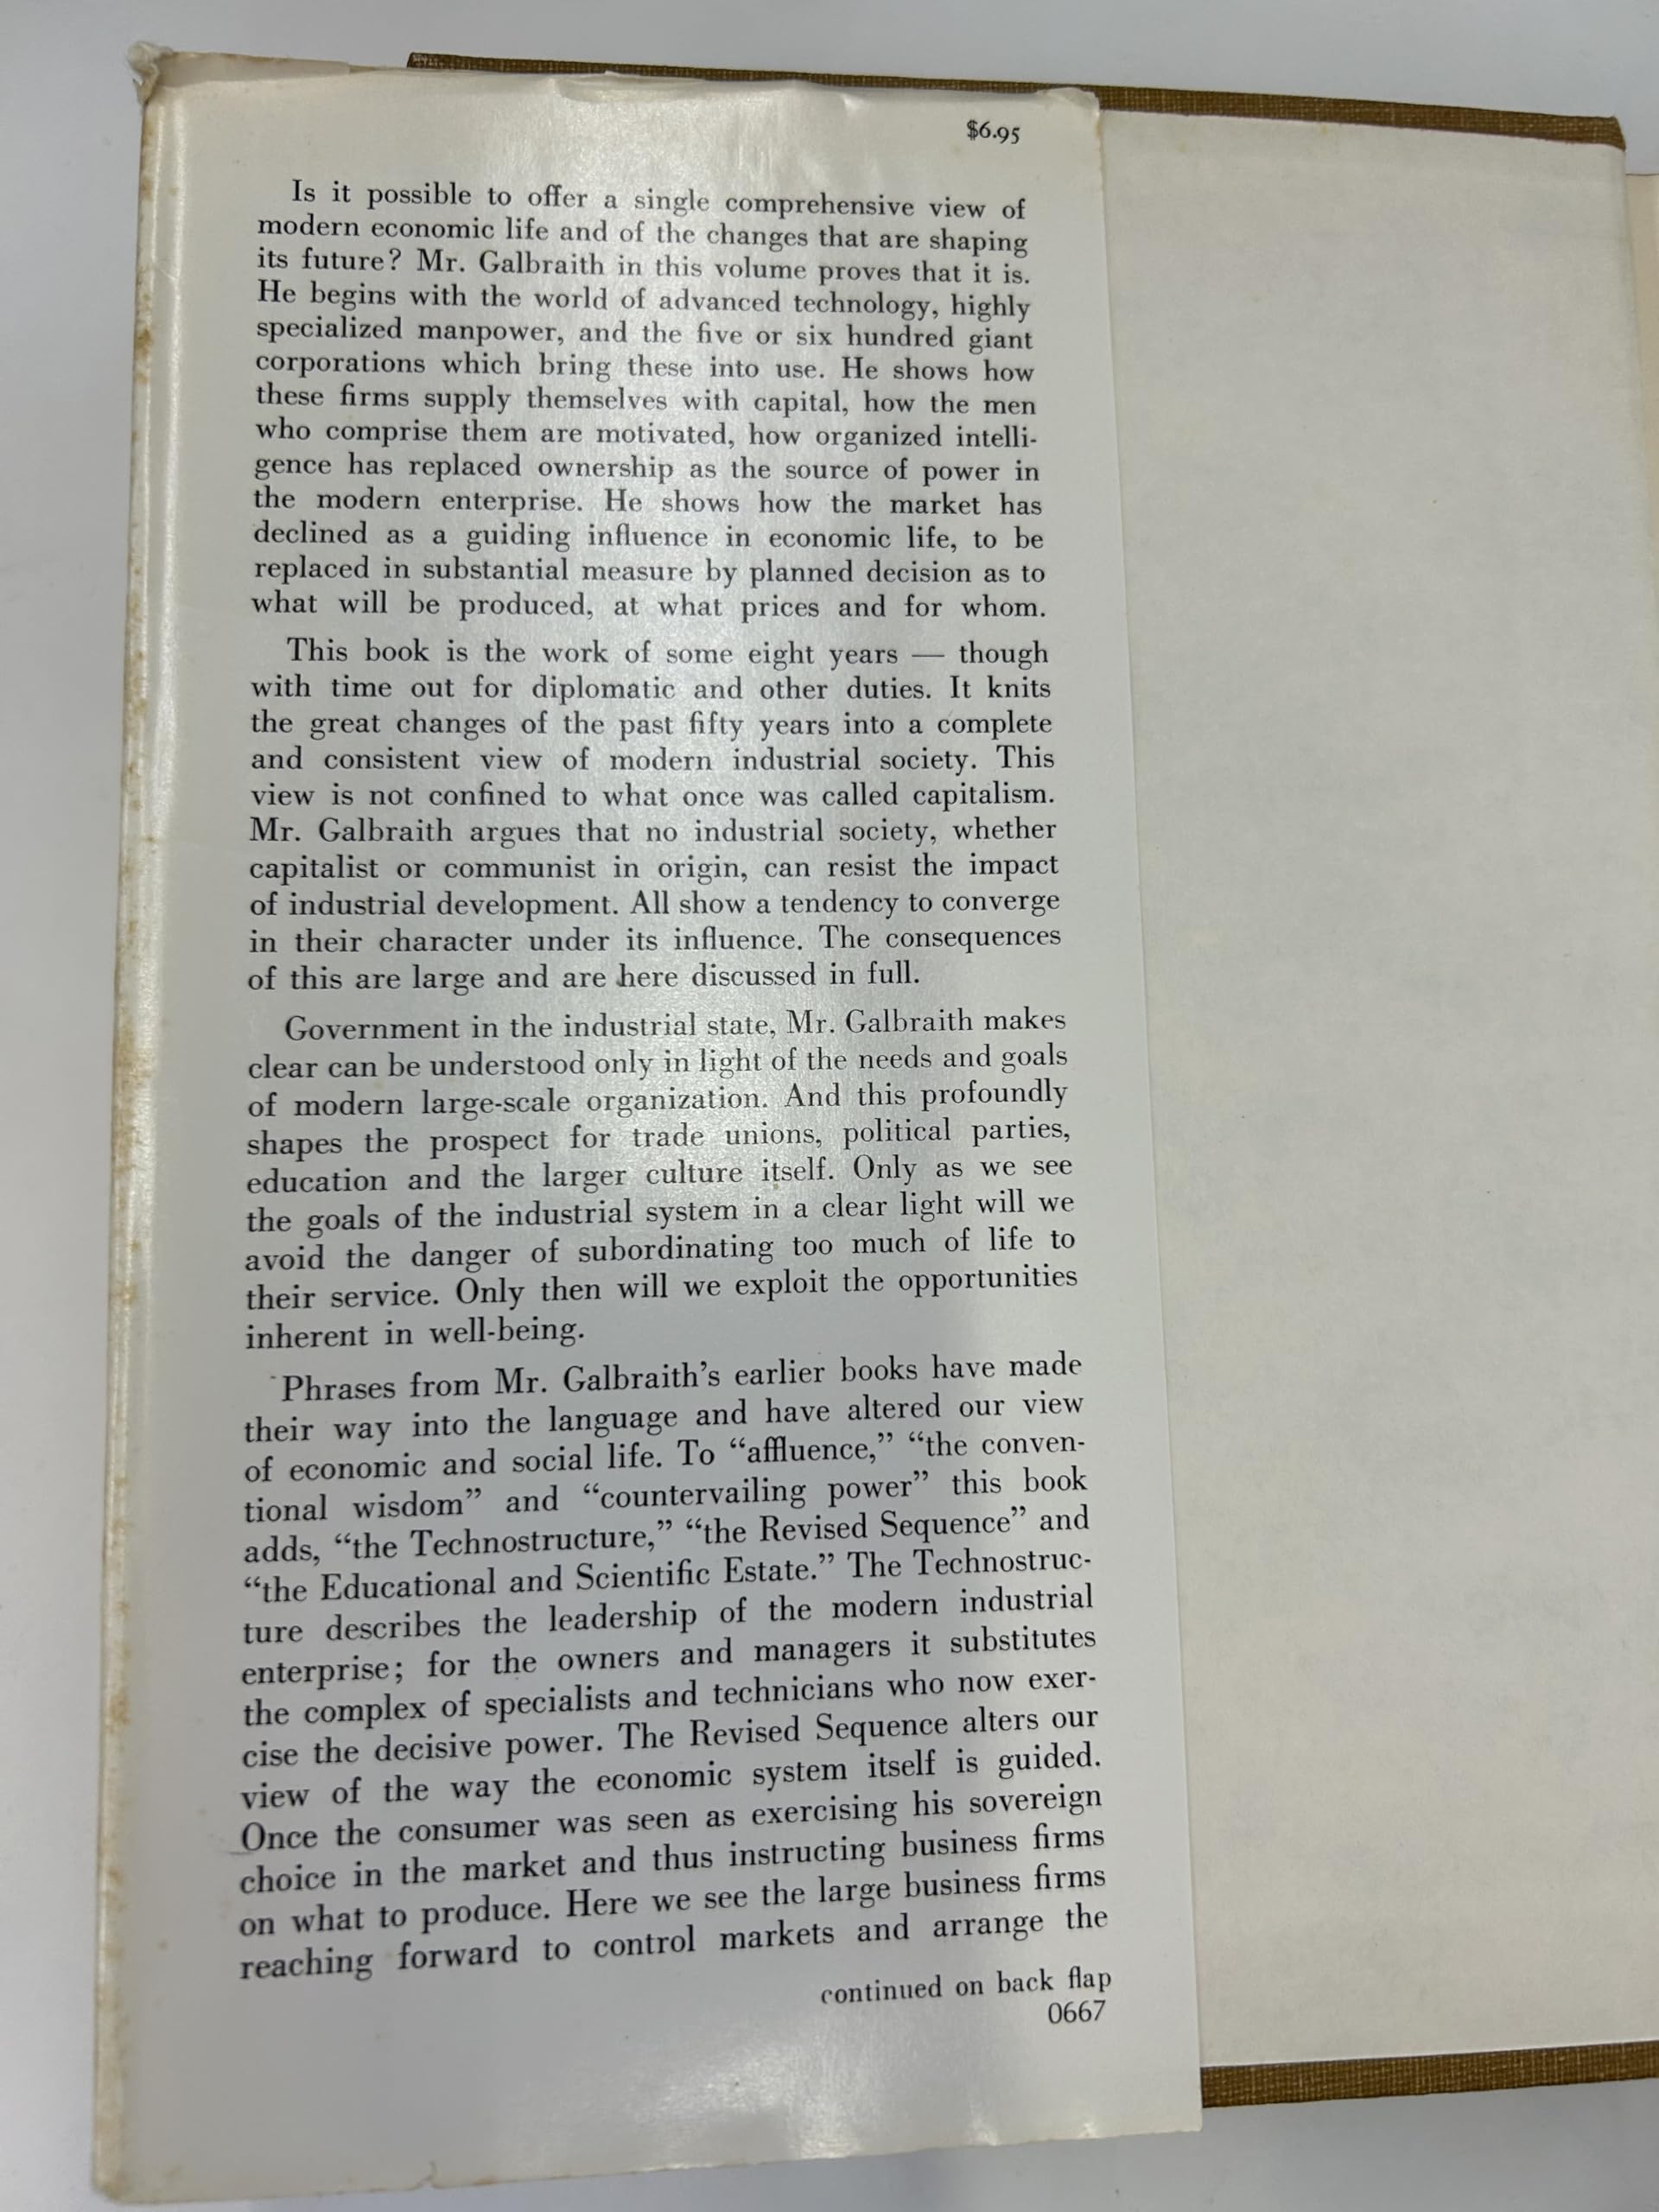 $6.95
Is it possible to offer a single comprehensive view of
modern economic life and of the changes that are shaping
its future? Mr. Galbraith in this volume proves that it is.
He begins with the world of advanced technology, highly
specialized manpower, and the five or six hundred giant
corporations which bring these into use. He shows how
these firms supply themselves with capital, how the men
who comprise them are motivated, how organized intelli-
gence has replaced ownership as the source of power in
the modern enterprise. He shows how the market has
declined as a guiding influence in economic life, to be
replaced in substantial measure by planned decision as to
what will be produced, at what prices and for whom.
This book is the work of some eight years — though
with time out for diplomatic and other duties. It knits
the great changes of the past fifty years into a complete
and consistent view of modern industrial society. This
view is not confined to what once was called capitalism.
Mr. Galbraith argues that no industrial society, whether
capitalist or communist in origin, can resist the impact
of industrial development. All show a tendency to converge
in their character under its influence. The consequences
of this are large and are here discussed in full.
Government in the industrial state, Mr. Galbraith makes
clear can be understood only in light of the needs and goals
of modern large-scale organization. And this profoundly
shapes the prospect for trade unions, political parties,
education and the larger culture itself. Only as we see
the goals of the industrial system in a clear light will we
avoid the danger of subordinating too much of life to
their service. Only then will we exploit the opportunities
inherent in well-being.
Phrases from Mr. Galbraith's earlier books have made
their way into the language and have altered our view
of economic and social life. To “affluence,” “the conven-
tional wisdom” and “countervailing power” this book
adds, “the Technostructure,” “the Revised Sequence” and
“the Educational and Scientific Estate.” The Technostruc-
ture describes the leadership of the modern industrial
enterprise; for the owners and managers it substitutes
the complex of specialists and technicians who now exer-
cise the decisive power. The Revised Sequence alters our
view of the way the economic system itself is guided.
Once the consumer was seen as exercising his sovereign
choice in the market and thus instructing business firms
on what to produce. Here we see the large business firms
reaching forward to control markets and arrange the
continued on back flap
0667